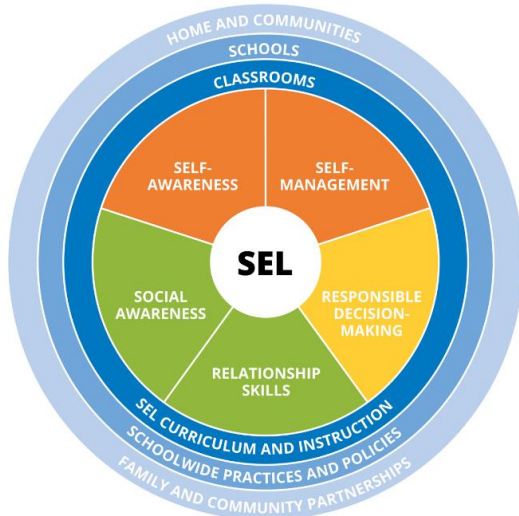 HOME AND COMMUNITIES
SCHOOLS
CLASSROOMS
SELF-
AWARENESS
SELF-
MANAGEMENT
SEL
SOCIAL
AWARENESS
RESPONSIBLE
DECISION-
MAKING
RELATIONSHIP
SKILLS
SEL CURRICULUM AND INSTRUCTION
SCHOOLWIDE PRACTICES AND POLICIES
FAMILY AND COMMUNITY PARTNERSHIPS